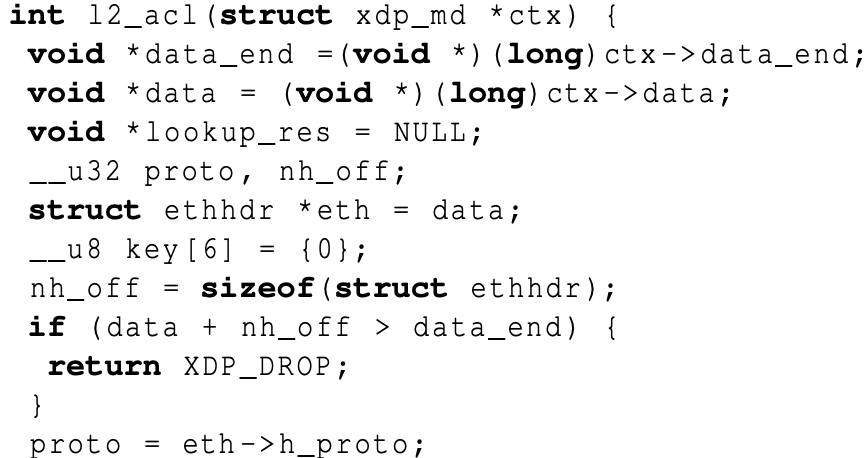 int l2_acl(struct xdp_md *ctx) {
 void *data_end =(void *)(long)ctx->data_end;
 void *data = (void *)(long)ctx->data;
 void *lookup_res = NULL;
 __u32 proto, nh_off;
 struct ethhdr *eth = data;
 __u8 key[6] = {0};
 nh_off = sizeof(struct ethhdr);
 if (data + nh_off > data_end) {
  return XDP_DROP;
 }
 proto = eth->h_proto;